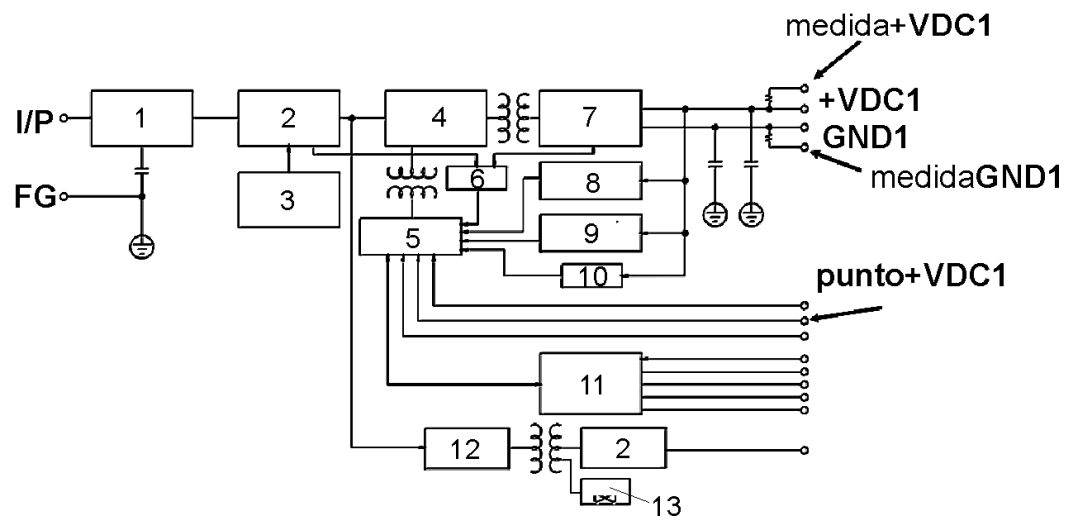 medida+VDC1
I/P
1
2
4
7
+VDC1
GND1
medidaGND1
FG
3
6
8
5
9
10
punto+VDC1
11
12
2
13